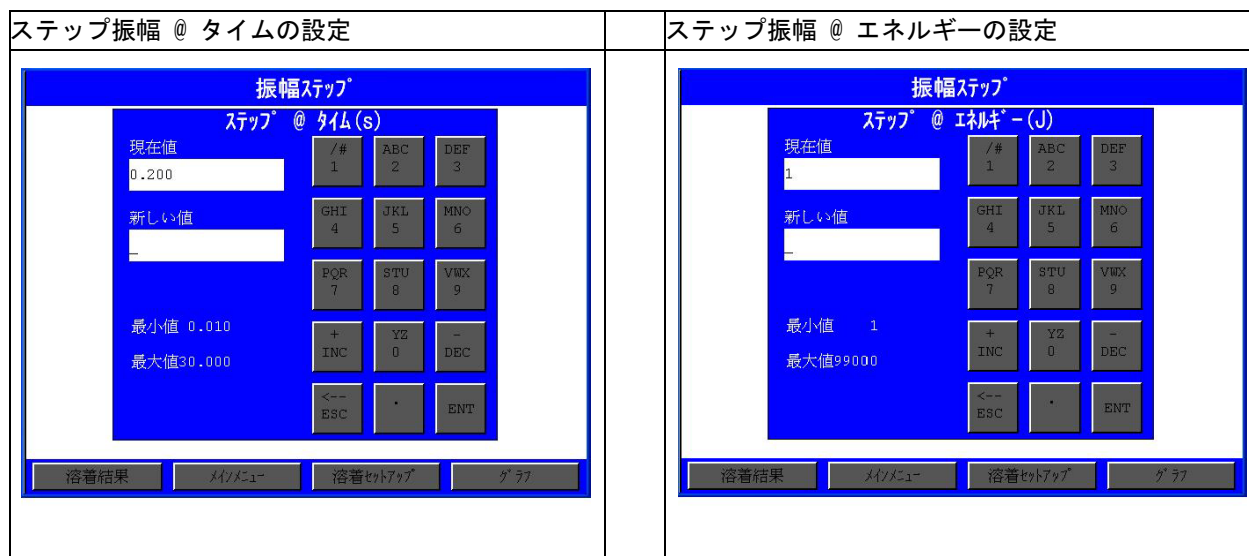 ステップ振幅 @ タイムの設定
振幅ｽﾃｯﾌﾟ
ｽﾃｯﾌﾟ @ ﾀｲﾑ(s)
現在値
0.200
新しい値
_
最小値 0.010
最大値30.000
/# ABC DEF
1 2 3
GHI JKL MNO
4 5 6
PQR STU VWX
7 8 9
+ YZ -
INC 0 DEC
<-- .
ESC ENT
溶着結果 ﾒｲﾝﾒﾆｭｰ 溶着ｾｯﾄｱｯﾌﾟ ｸﾞﾗﾌ
ステップ振幅 @ エネルギーの設定
振幅ｽﾃｯﾌﾟ
ｽﾃｯﾌﾟ @ ｴﾈﾙｷﾞｰ(J)
現在値
1
新しい値
_
最小値 1
最大値99000
/# ABC DEF
1 2 3
GHI JKL MNO
4 5 6
PQR STU VWX
7 8 9
+ YZ -
INC 0 DEC
<-- .
ESC ENT
溶着結果 ﾒｲﾝﾒﾆｭｰ 溶着ｾｯﾄｱｯﾌﾟ ｸﾞﾗﾌ